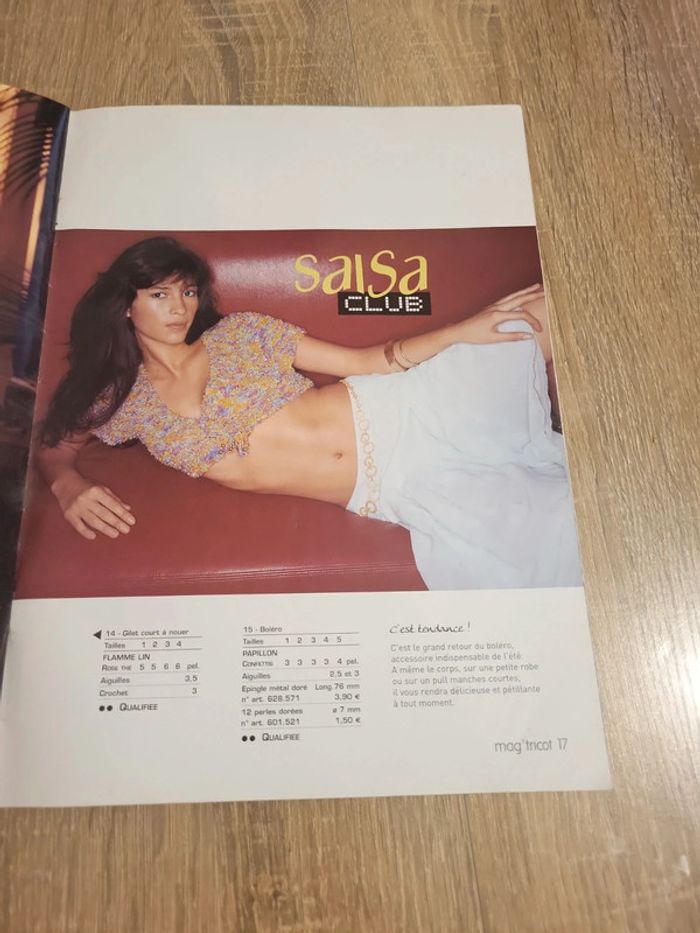 salsa
CLUB
14 - Gilet court à nouer
Tailles 1 2 3 4
FLAMME LIN
ROSE THE 5 5 6 6 pel.
Aiguilles 3,5
Crochet 3
QUALIFIEE
15 - Boléro
Tailles 1 2 3 4 5
PAPILLON
CONFETTIS 3 3 3 3 4 pel.
Aiguilles 2,5 et 3
Epingle métal doré Long. 76 mm
n° art. 628.571 3,90 €
12 perles dorées ø 7 mm
n° art. 601.521 1,50 €
QUALIFIEE
c'est tendance !
C'est le grand retour du boléro,
accessoire indispensable de l'été.
A même le corps, sur une petite robe
ou sur un pull manches courtes,
il vous rendra délicieuse et pétillante
à tout moment.
mag'tricot 17